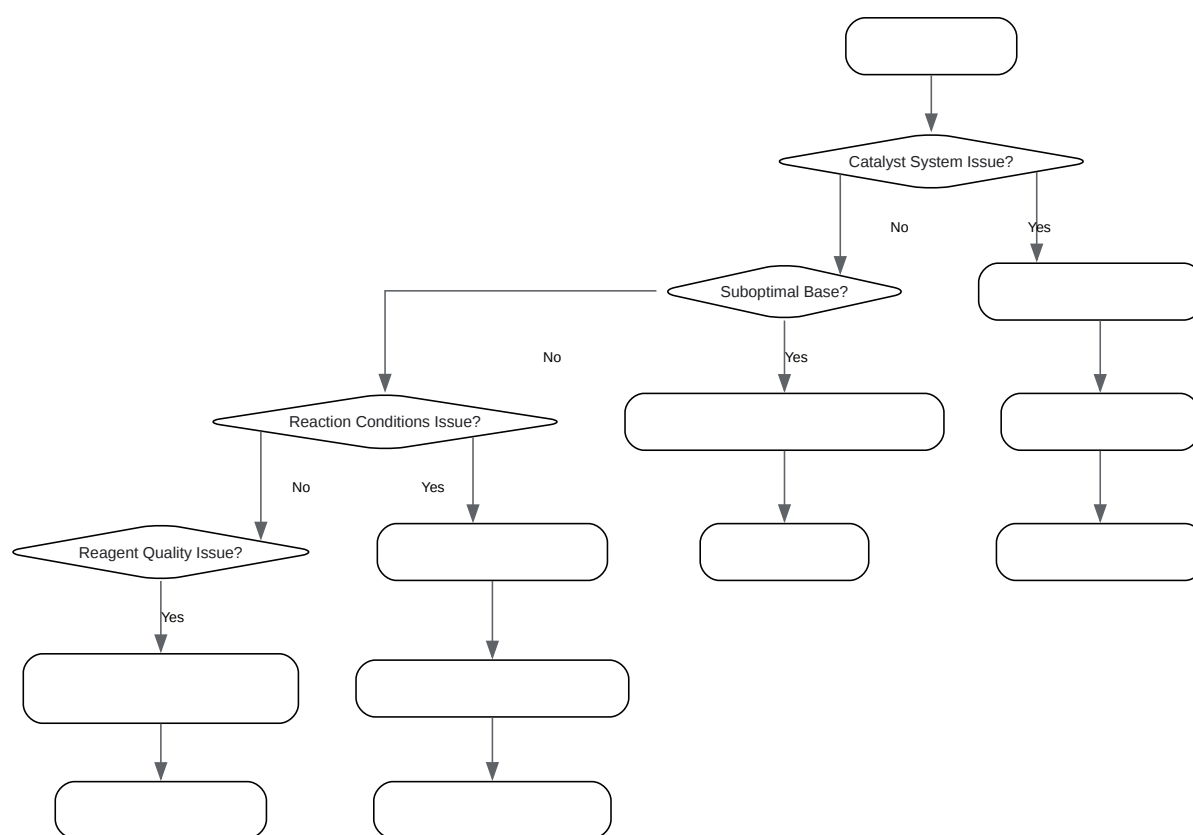 Catalyst System Issue?
No
Yes
Suboptimal Base?
No
Yes
Reaction Conditions Issue?
No
Yes
Reagent Quality Issue?
Yes